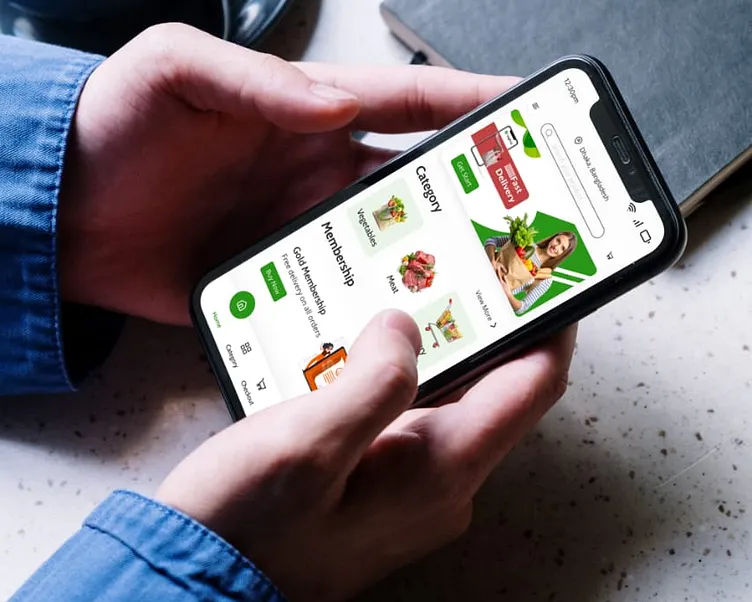 12:30pm
Dhaka, Bangladesh
Fast
Delivery
Get Start
Category
View More
Vegetables
Meat
Membership
Gold Membership
Free delivery on all orders
Buy Now
Home
Category
Checkout